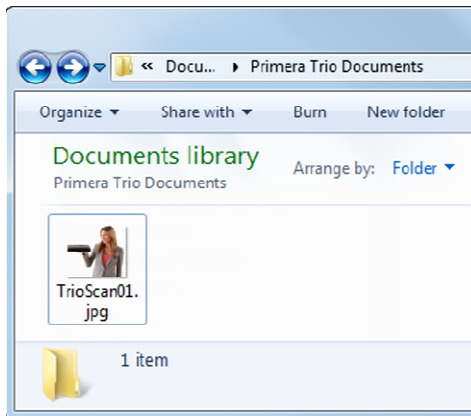 « Docu... Primera Trio Documents
Organize Share with Burn New folder
Documents library
Primera Trio Documents
Arrange by: Folder
TrioScan01.
jpg
1 item